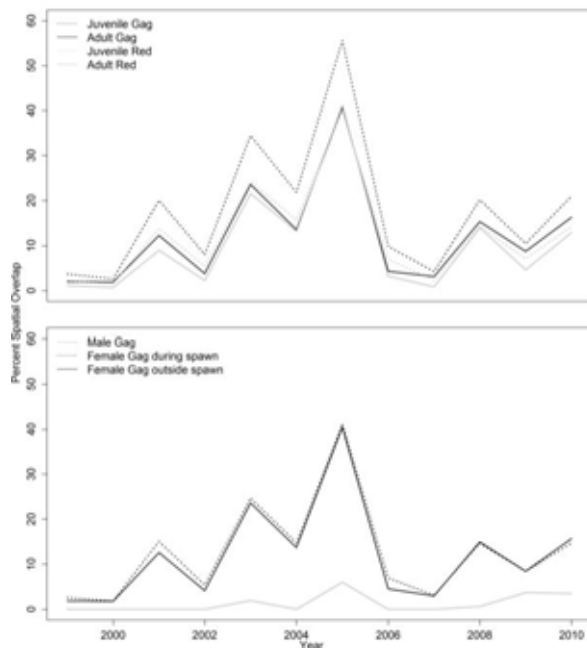 Juvenile Gag
Adult Gag
Juvenile Red
Adult Red
60
50
40
30
20
10
0
Percent Spatial Overlap
Male Gag
Female Gag during spawn
Female Gag outside spawn
60
50
40
30
20
10
0
2000 2002 2004 2006 2008 2010
Year